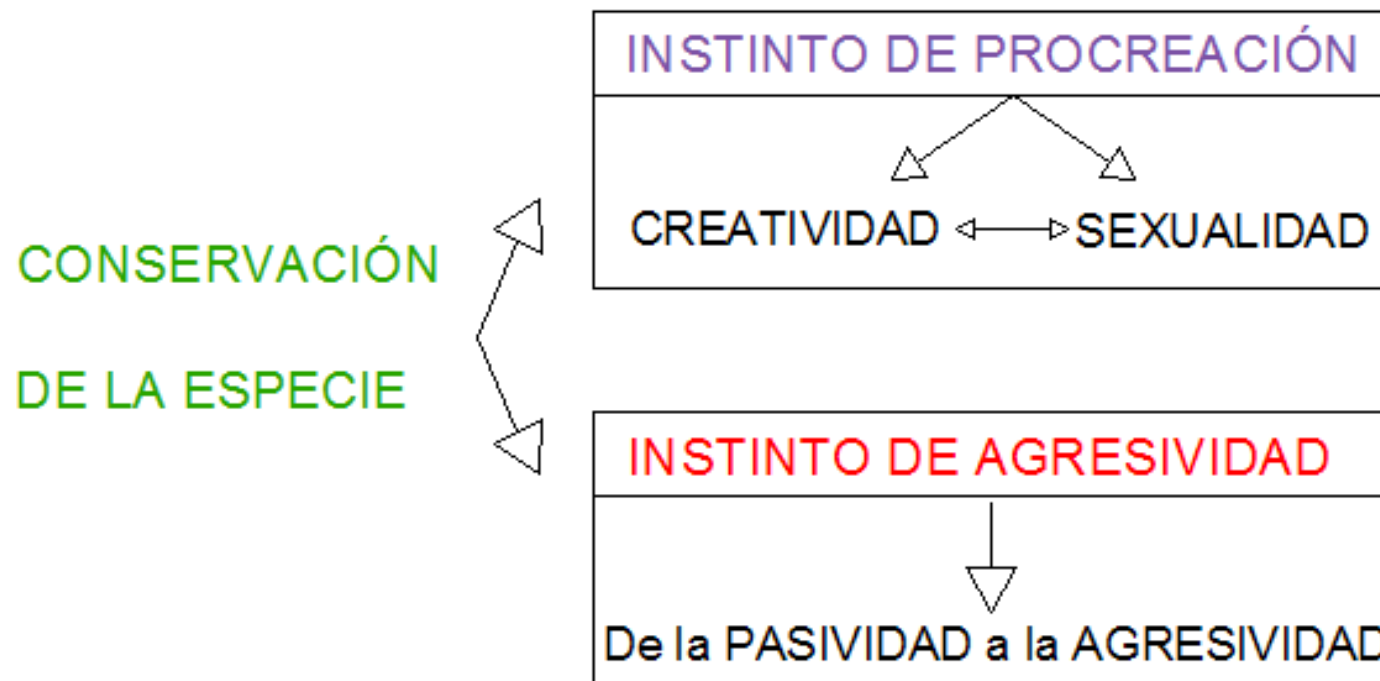 INSTINTO DE PROCREACIÓN
CREATIVIDAD SEXUALIDAD
CONSERVACIÓN
DE LA ESPECIE
INSTINTO DE AGRESIVIDAD
De la PASIVIDAD a la AGRESIVIDAD